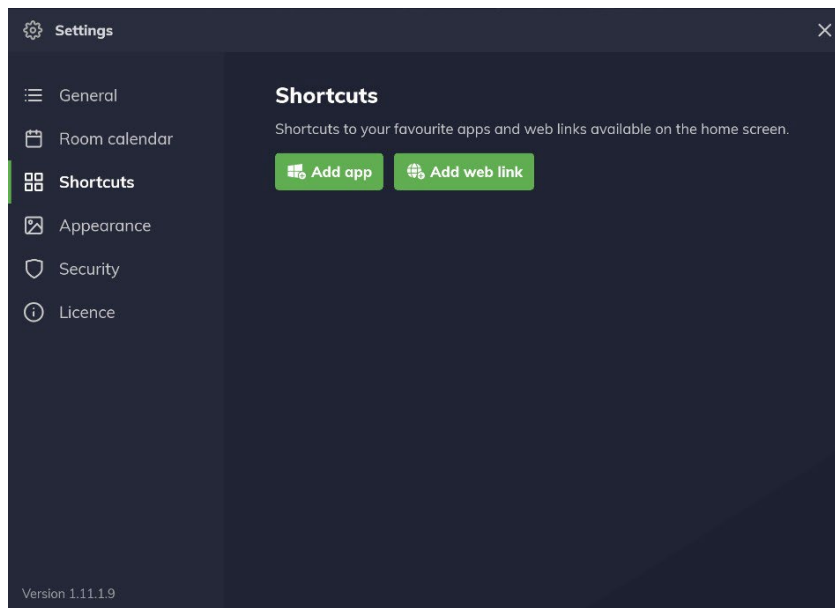 Settings
General
Room calendar
Shortcuts
Appearance
Security
Licence
Version 1.11.1.9
Shortcuts
Shortcuts to your favourite apps and web links available on the home screen.
Add app
Add web link